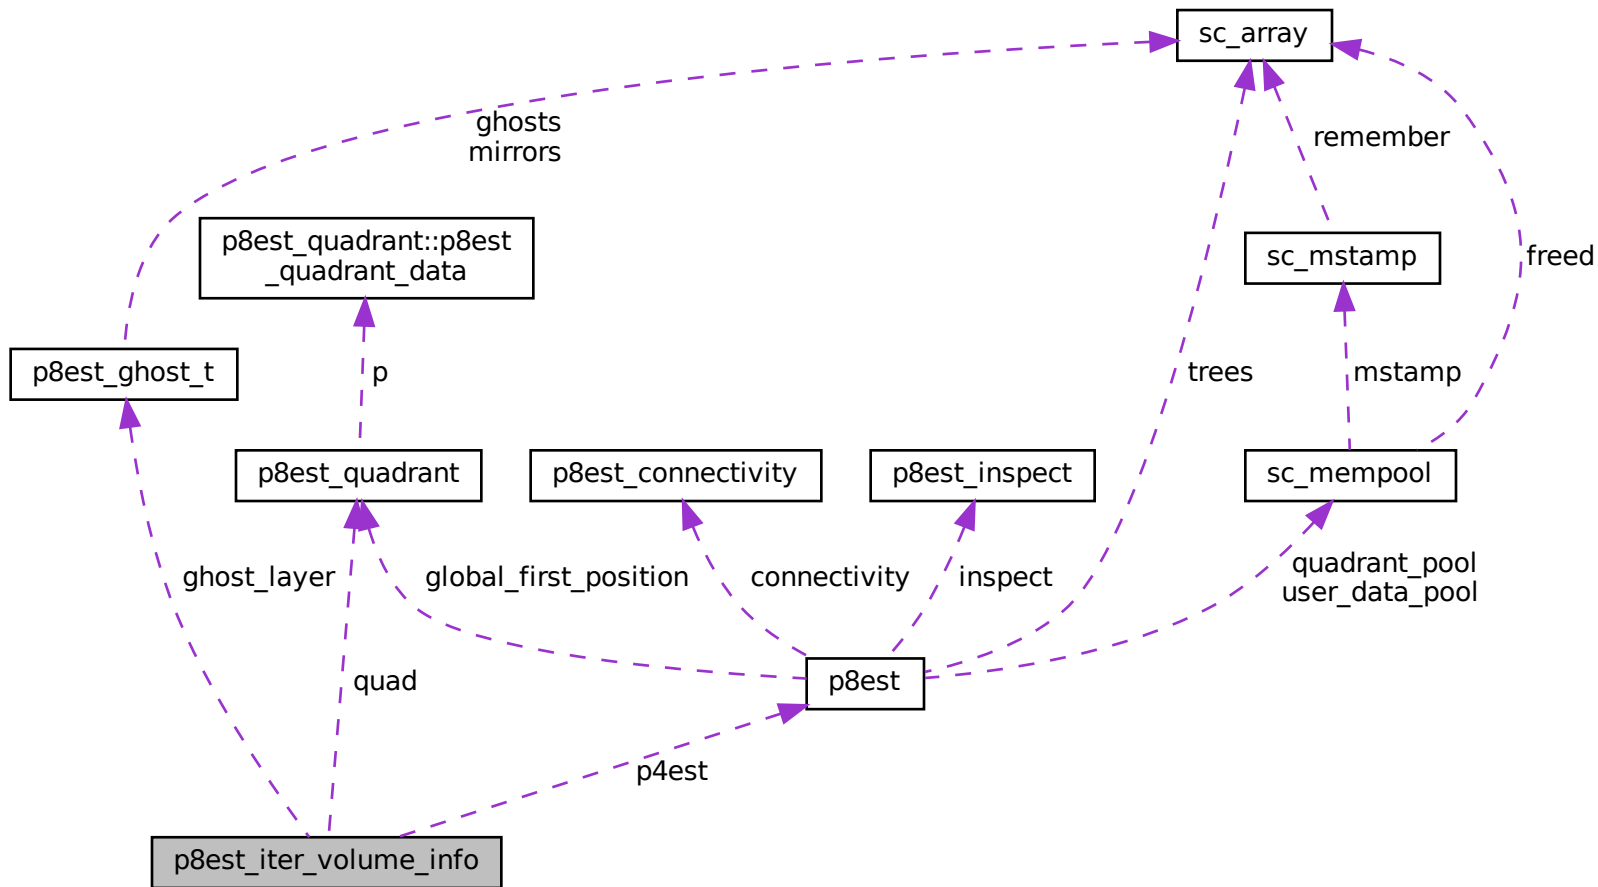 sc_array
ghosts
mirrors
remember
p8est_quadrant::p8est
_quadrant_data
sc_mstamp
freed
p8est_ghost_t
p
trees
mstamp
p8est_quadrant
p8est_connectivity
p8est_inspect
sc_mempool
ghost_layer
global_first_position
connectivity
inspect
quadrant_pool
user_data_pool
quad
p8est
p4est
p8est_iter_volume_info